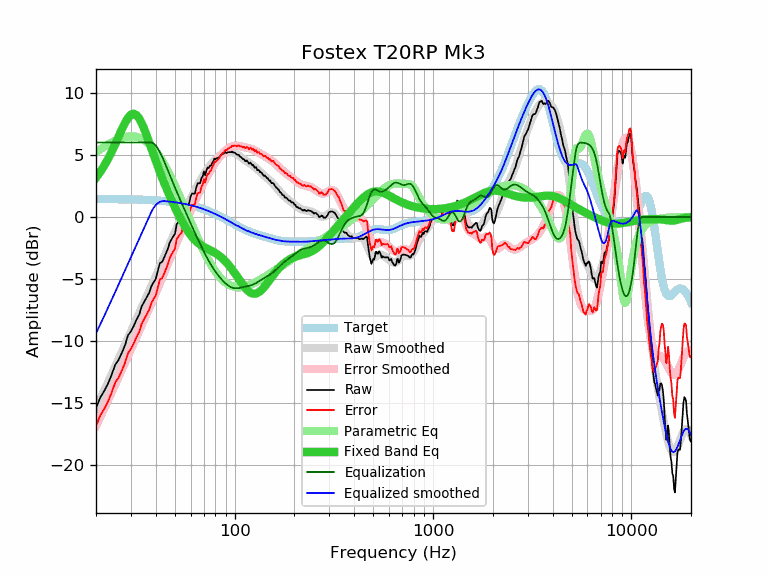 Fostex T20RP Mk3
Amplitude (dBr)
10
5
0
−5
−10
−15
−20
Target
Raw Smoothed
Error Smoothed
Raw
Error
Parametric Eq
Fixed Band Eq
Equalization
Equalized smoothed
100 1000 10000
Frequency (Hz)